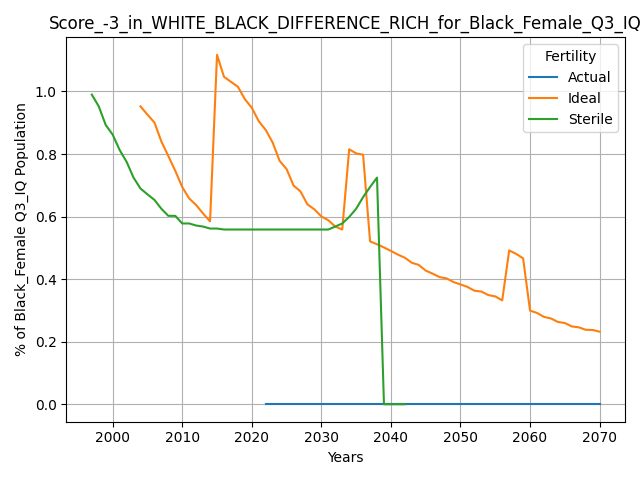 Score_-3_in_WHITE_BLACK_DIFFERENCE_RICH_for_Black_Female_Q3_IQ
Fertility
Actual
Ideal
Sterile
% of Black_Female Q3_IQ Population
1.0
0.8
0.6
0.4
0.2
0.0
2000 2010 2020 2030 2040 2050 2060 2070
Years